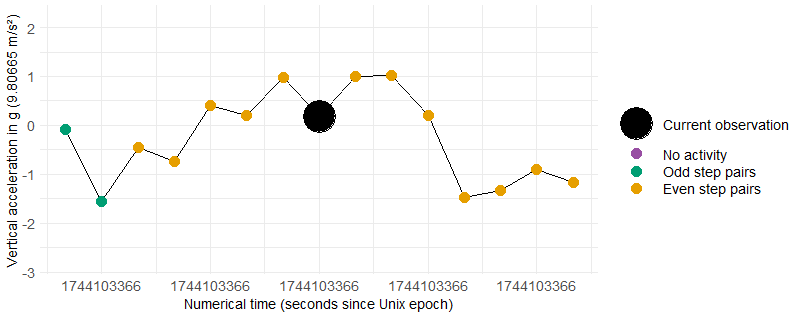 Vertical acceleration in g (9.80665 m/s²)
2
1
0
-1
-2
-3
1744103366 1744103366 1744103366 1744103366 1744103366
Numerical time (seconds since Unix epoch)
Current observation
No activity
Odd step pairs
Even step pairs